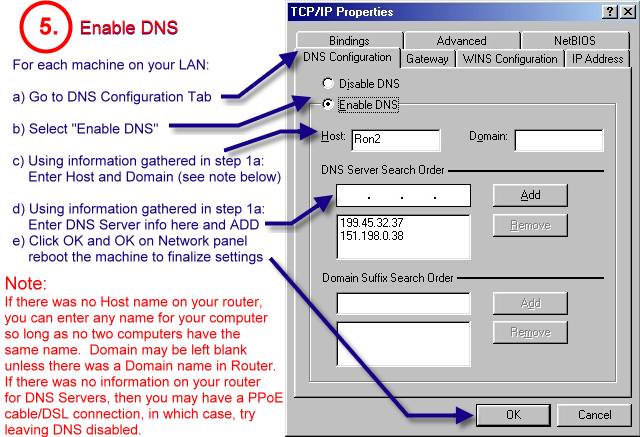 5.
Enable DNS
For each machine on your LAN:
a) Go to DNS Configuration Tab
b) Select "Enable DNS"
c) Using information gathered in step 1a:
Enter Host and Domain (see note below)
d) Using information gathered in step 1a:
Enter DNS Server info here and ADD
e) Click OK and OK on Network panel
reboot the machine to finalize settings
Note:
If there was no Host name on your router,
you can enter any name for your computer
so long as no two computers have the
same name. Domain may be left blank
unless there was a Domain name in Router.
If there was no information on your router
for DNS Servers, then you may have a PPoE
cable/DSL connection, in which case, try
leaving DNS disabled.
TCP/IP Properties
Bindings Advanced NetBIOS
DNS Configuration Gateway WINS Configuration IP Address
Disable DNS
Enable DNS
Host: Ron2 Domain:
DNS Server Search Order
. . . Add
199.45.32.37
151.198.0.38
Remove
Domain Suffix Search Order
Add
Remove
OK Cancel